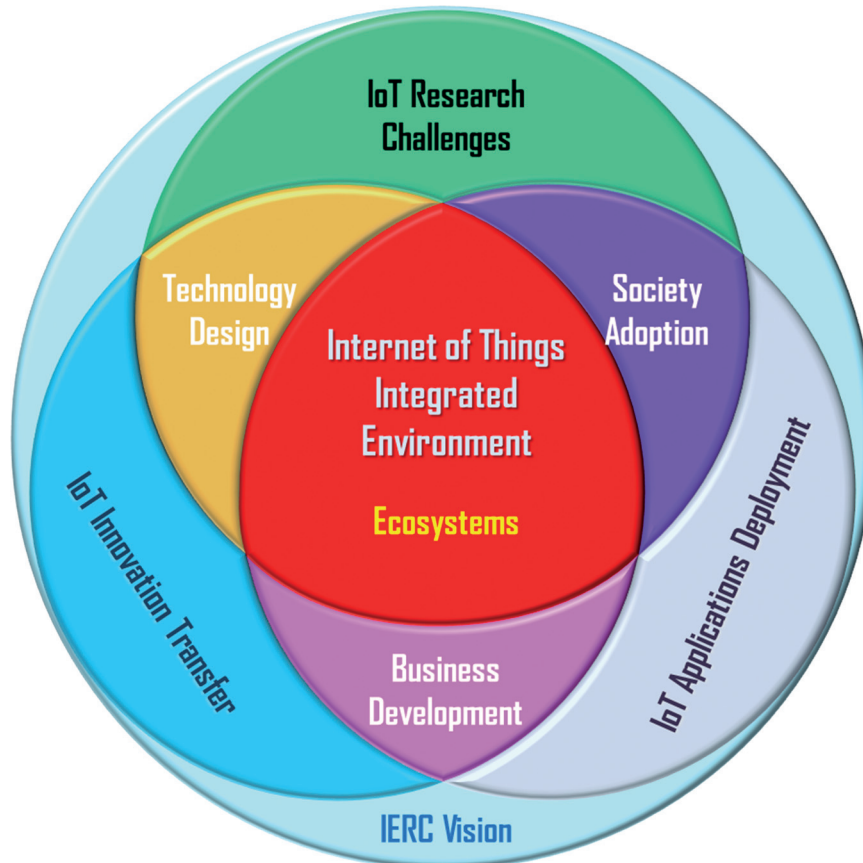 IoT Research
Challenges
Technology
Design
Society
Adoption
Internet of Things
Integrated
Environment
Ecosystems
IoT Innovation Transfer
IoT Applications Deployment
Business
Development
IERC Vision